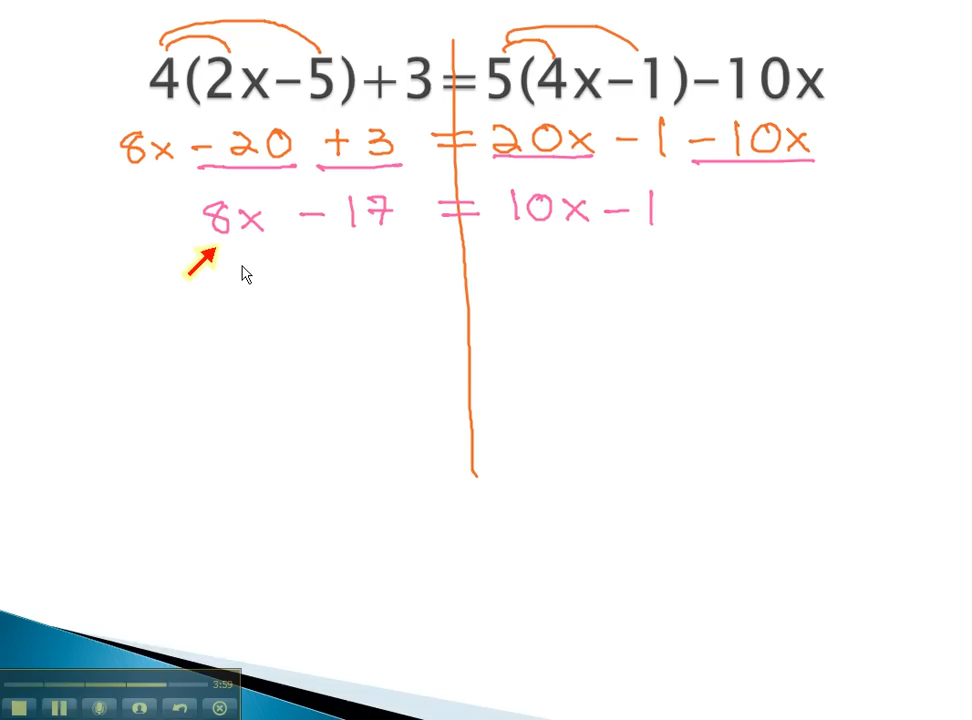 4(2x–5)+3=5(4x–1)–10x
8x - 20 + 3 = 20x - 1 - 10x
8x - 17 = 10x - 1
3:59